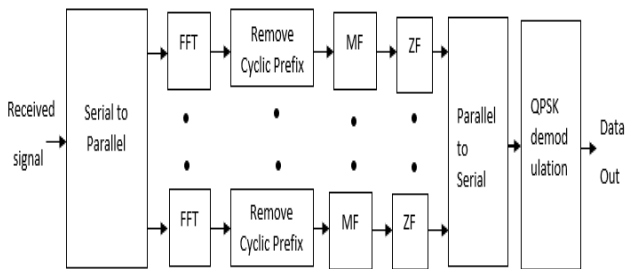 Received
signal
Serial to
Parallel
FFT
Remove
Cyclic Prefix
MF
ZF
FFT
Remove
Cyclic Prefix
MF
ZF
Parallel
to
Serial
QPSK
demod
ulation
Data
Out